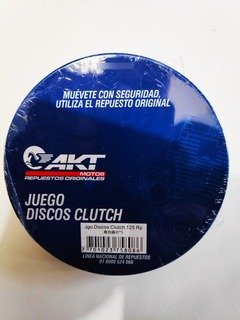 MUÉVETE CON SEGURIDAD,
UTILIZA EL REPUESTO ORIGINAL
AKT
MOTOS
REPUESTOS ORIGINALES
JUEGO
DISCOS CLUTCH
Jgo Discos Clutch 125 Rp
7701023758086
LINEA NACIONAL DE REPUESTOS
01 8000 524 066